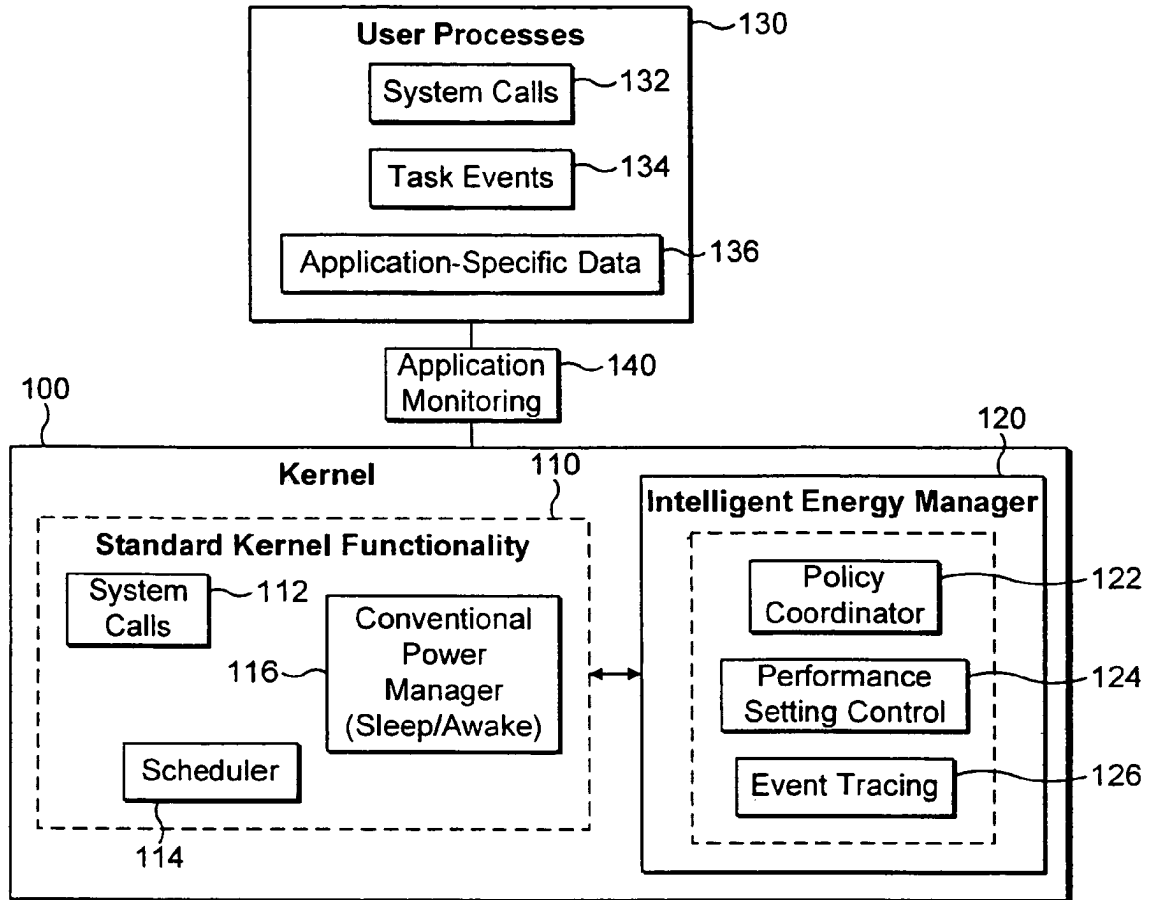 User Processes
130
System Calls
132
Task Events
134
Application-Specific Data
136
Application
Monitoring
140
100
120
Kernel
110
Intelligent Energy Manager
Standard Kernel Functionality
System
Calls
112
Conventional
Power
Manager
(Sleep/Awake)
116
Scheduler
114
Policy
Coordinator
122
Performance
Setting Control
124
Event Tracing
126